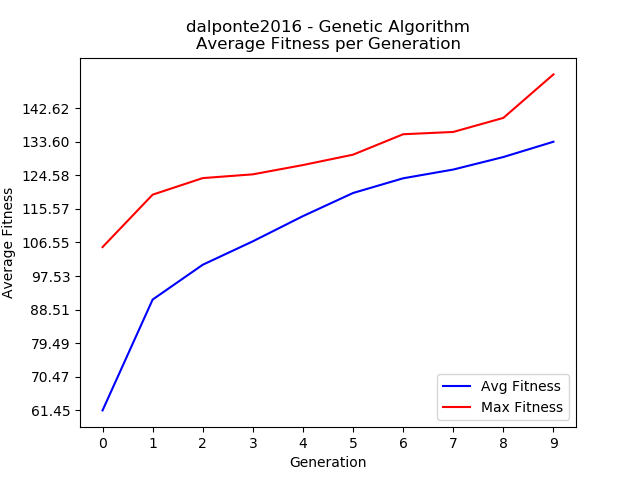 dalponte2016 - Genetic Algorithm
Average Fitness per Generation
Average Fitness
142.62
133.60
124.58
115.57
106.55
97.53
88.51
79.49
70.47
61.45
Avg Fitness
Max Fitness
0 1 2 3 4 5 6 7 8 9
Generation